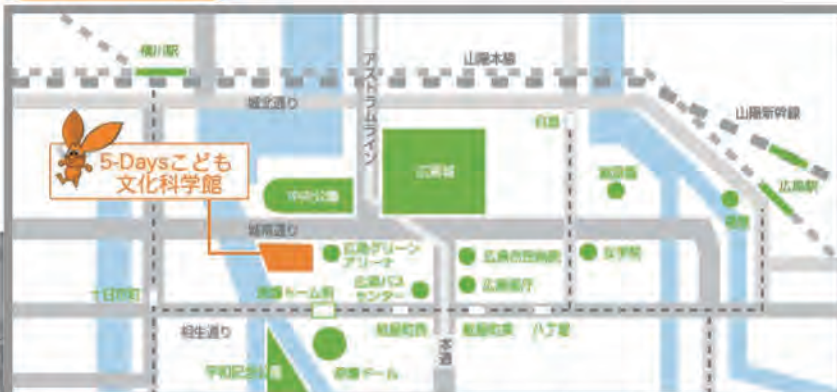 横川駅
山陽本線
アストラムライン
城北通り
白島
山陽新幹線
5-Daysこども
文化科学館
中央公園
広島城
縮景園
広島駅
城南通り
広島グリーン
アリーナ
広島市民病院
女学院
広島バス
センター
広島県庁
十日市町
原爆ドーム前
相生通り
紙屋町西
紙屋町東
八丁堀
本通
平和記念公園
原爆ドーム